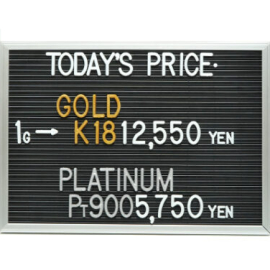 TODAY'S PRICE·
GOLD
1G → K18 12,550 YEN
PLATINUM
PT900 5,750 YEN